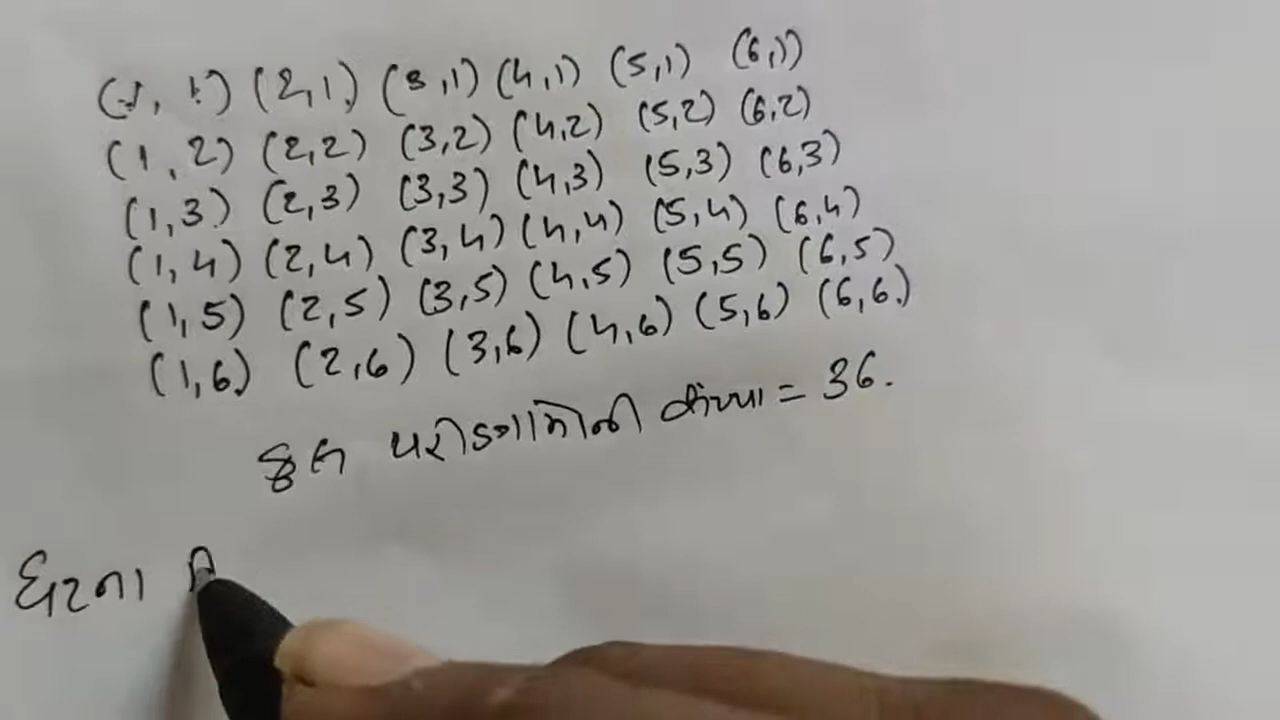 (1, 1) (2,1) (3,1) (4,1) (5,1) (6,1)
(1,2) (2,2) (3,2) (4,2) (5,2) (6,2)
(1,3) (2,3) (3,3) (4,3) (5,3) (6,3)
(1,4) (2,4) (3,4) (4,4) (5,4) (6,4)
(1,5) (2,5) (3,5) (4,5) (5,5) (6,5)
(1,6) (2,6) (3,6) (4,6) (5,6) (6,6)
કુલ પરીણામોની સંખ્યા = 36.
ઘટના A